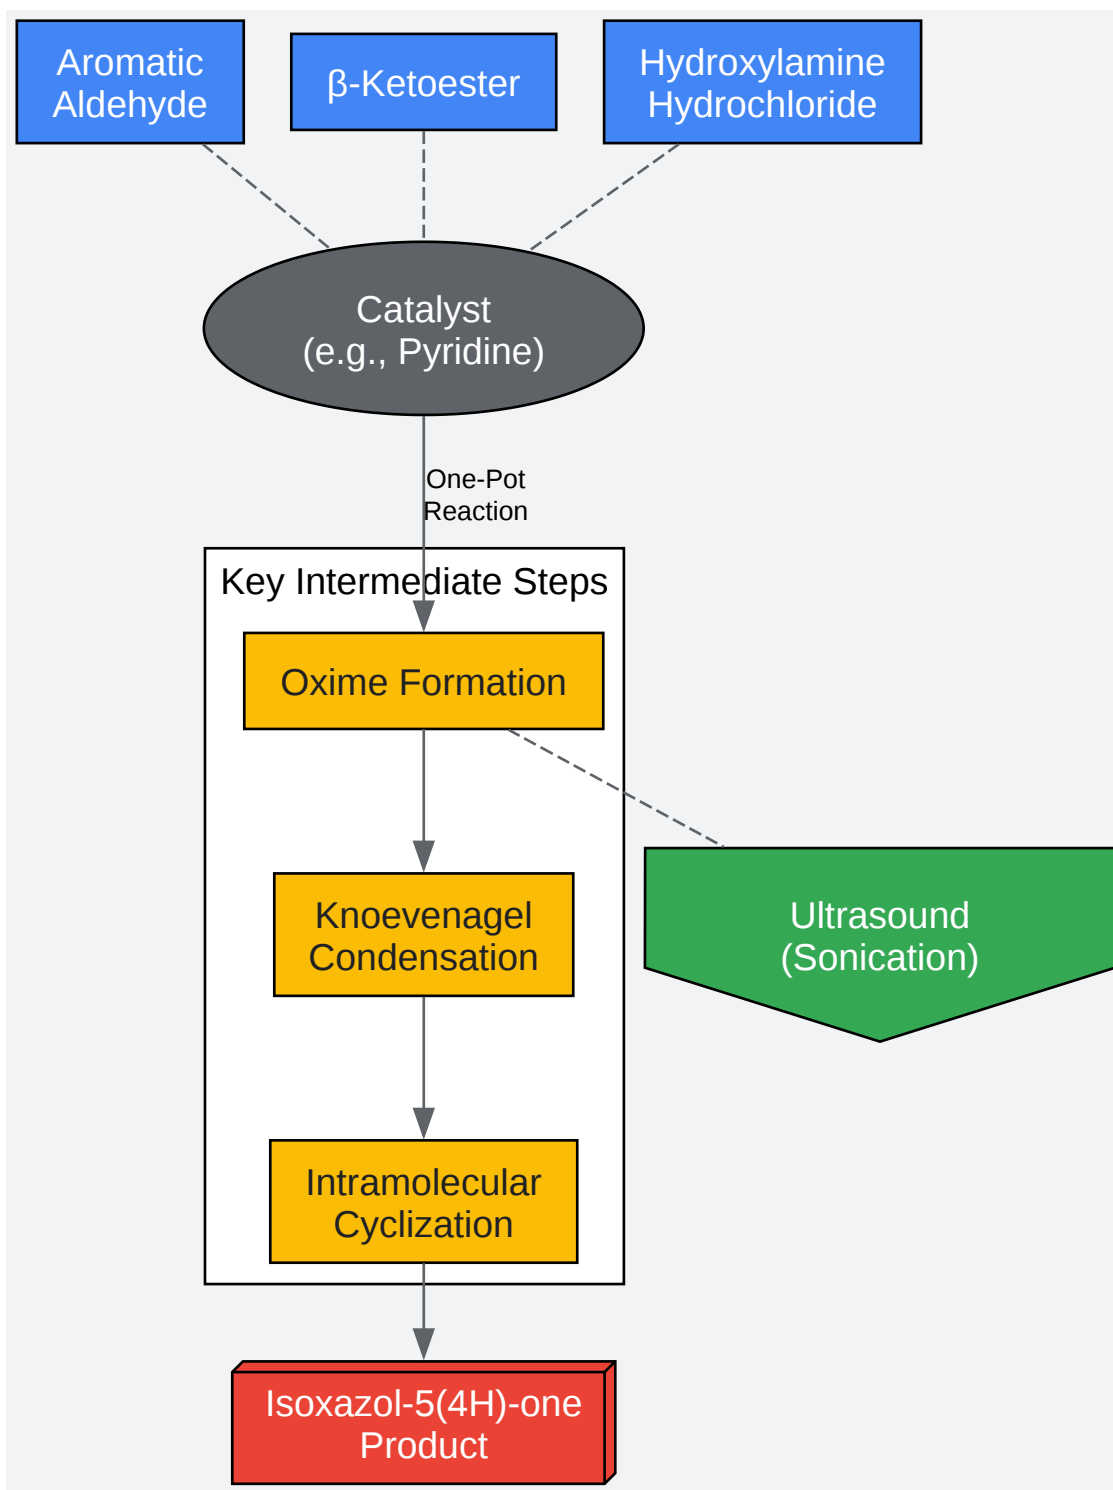 Aromatic
Aldehyde
β-Ketoester
Hydroxylamine
Hydrochloride
Catalyst
(e.g., Pyridine)
One-Pot
Reaction
Key Intermediate Steps
Oxime Formation
Knoevenagel
Condensation
Ultrasound
(Sonication)
Intramolecular
Cyclization
Isoxazol-5(4H)-one
Product